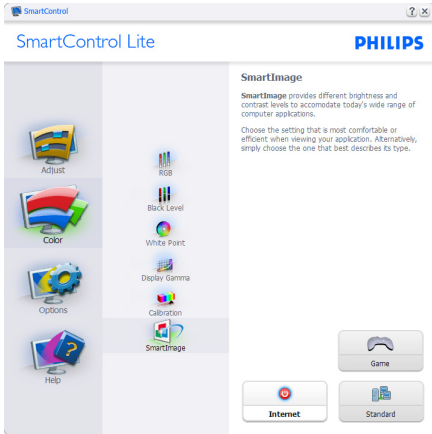 SmartControl
? ×
SmartControl Lite
PHILIPS
Adjust
Color
Options
Help
RGB
Black Level
White Point
Display Gamma
Calibration
SmartImage
SmartImage
SmartImage provides different brightness and
contrast levels to accomodate today's wide range of
computer applications.
Choose the setting that is most comfortable or
efficient when viewing your application. Alternatively,
simply choose the one that best describes its type.
Game
Internet
Standard